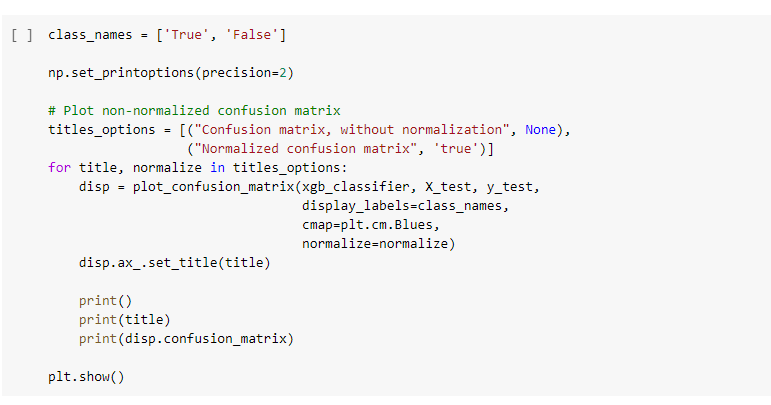 [ ] class_names = ['True', 'False']
np.set_printoptions(precision=2)
# Plot non-normalized confusion matrix
titles_options = [("Confusion matrix, without normalization", None),
("Normalized confusion matrix", 'true')]
for title, normalize in titles_options:
disp = plot_confusion_matrix(xgb_classifier, X_test, y_test,
display_labels=class_names,
cmap=plt.cm.Blues,
normalize=normalize)
disp.ax_.set_title(title)
print()
print(title)
print(disp.confusion_matrix)
plt.show()